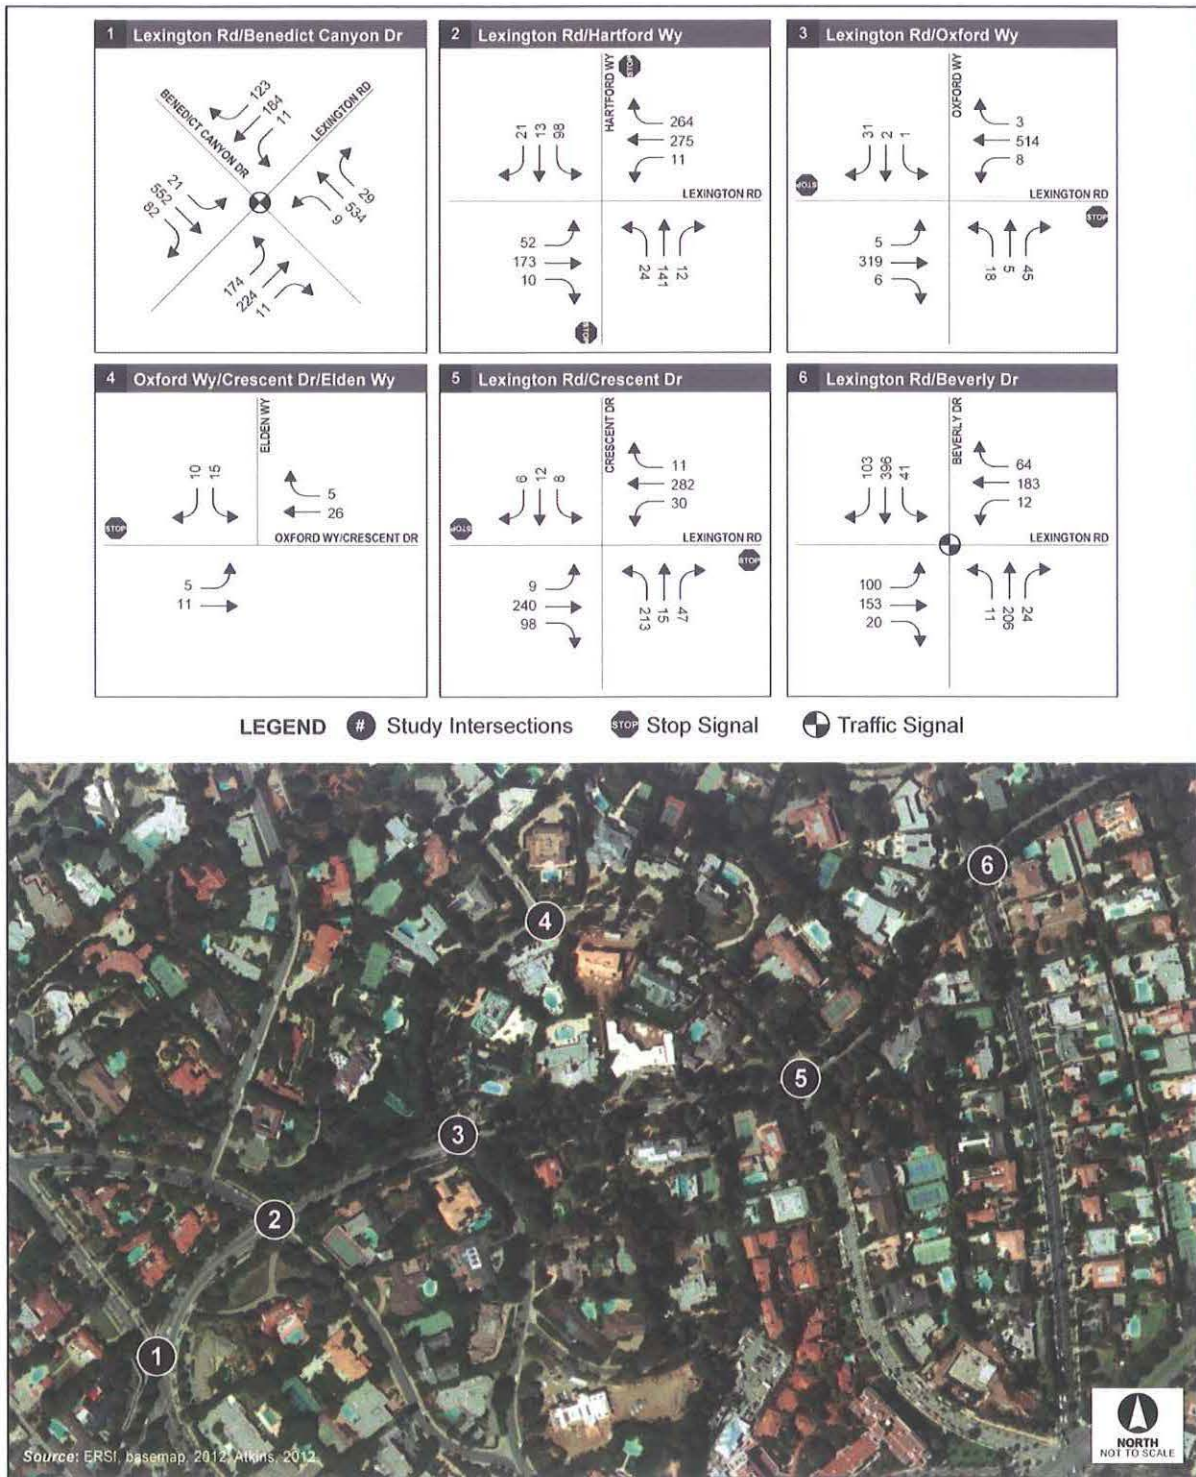 1 Lexington Rd/Benedict Canyon Dr
BENEDICT CANYON DR
LEXINGTON RD
123
184
11
21
552
82
29
534
9
174
224
11
2 Lexington Rd/Hartford Wy
HARTFORD WY
STOP
21
13
98
264
275
11
LEXINGTON RD
52
173
10
24
141
12
STOP
3 Lexington Rd/Oxford Wy
OXFORD WY
31
2
1
3
514
8
STOP
LEXINGTON RD
STOP
5
319
6
18
5
45
4 Oxford Wy/Crescent Dr/Elden Wy
ELDEN WY
10
15
5
26
STOP
OXFORD WY/CRESCENT DR
5
11
5 Lexington Rd/Crescent Dr
CRESCENT DR
6
12
8
11
282
30
STOP
LEXINGTON RD
STOP
9
240
98
213
15
47
6 Lexington Rd/Beverly Dr
BEVERLY DR
103
396
41
64
183
12
LEXINGTON RD
100
153
20
11
206
24
LEGEND # Study Intersections STOP Stop Signal Traffic Signal
6
4
5
3
2
1
NORTH
NOT TO SCALE
Source: ERSI, basemap, 2012; Atkins, 2012.